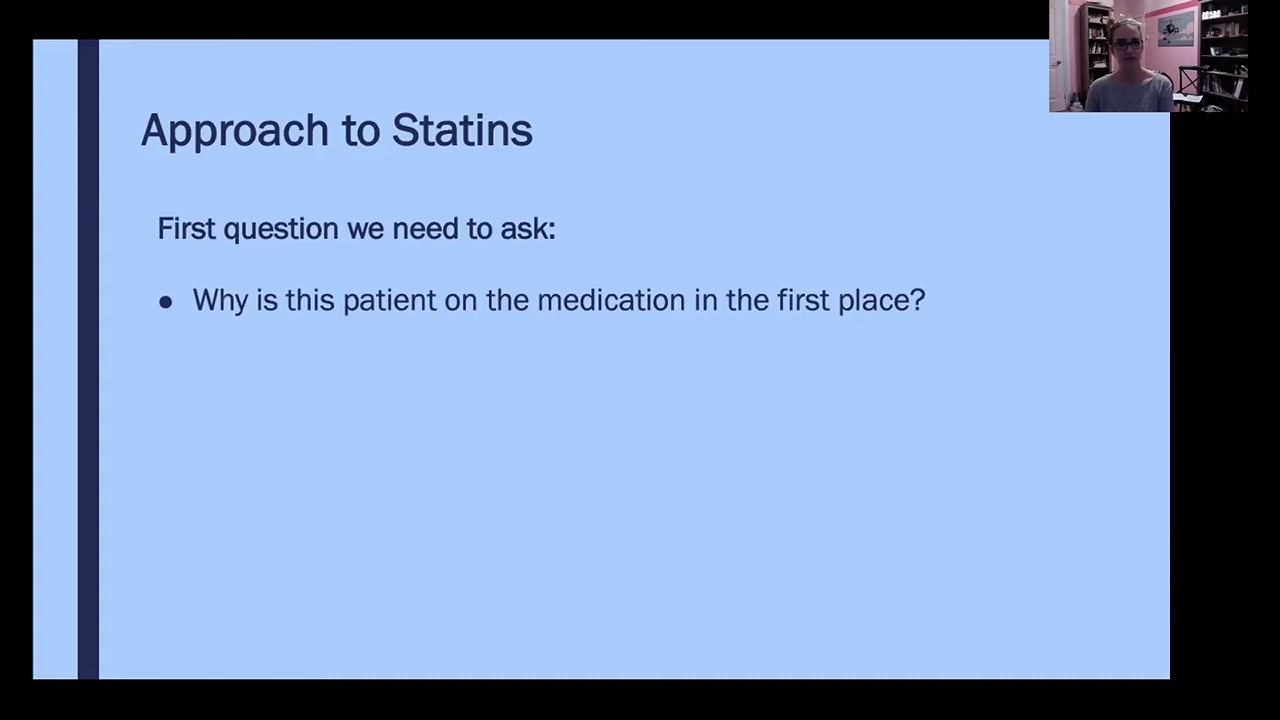 Approach to Statins
First question we need to ask:
● Why is this patient on the medication in the first place?